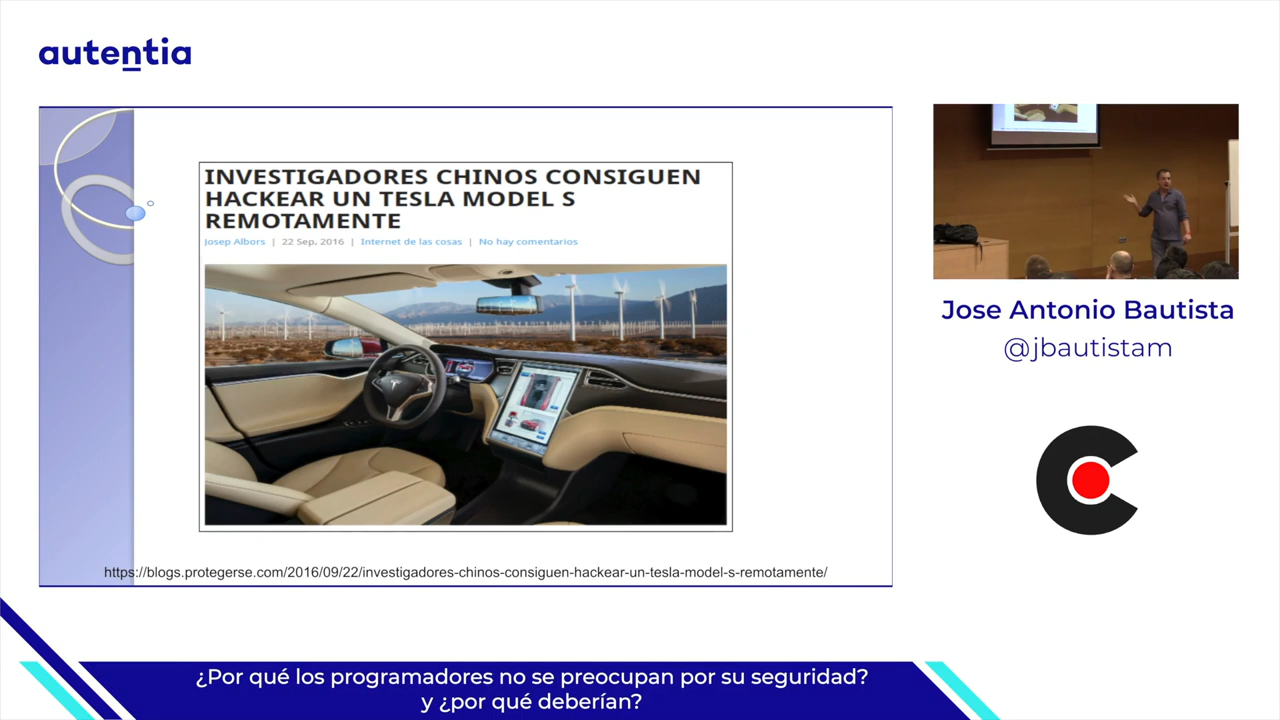 autentia
INVESTIGADORES CHINOS CONSIGUEN
HACKEAR UN TESLA MODEL S
REMOTAMENTE
Josep Albors | 22 Sep, 2016 | Internet de las cosas | No hay comentarios
https://blogs.protegerse.com/2016/09/22/investigadores-chinos-consiguen-hackear-un-tesla-model-s-remotamente/
Jose Antonio Bautista
@jbautistam
¿Por qué los programadores no se preocupan por su seguridad?
y ¿por qué deberían?